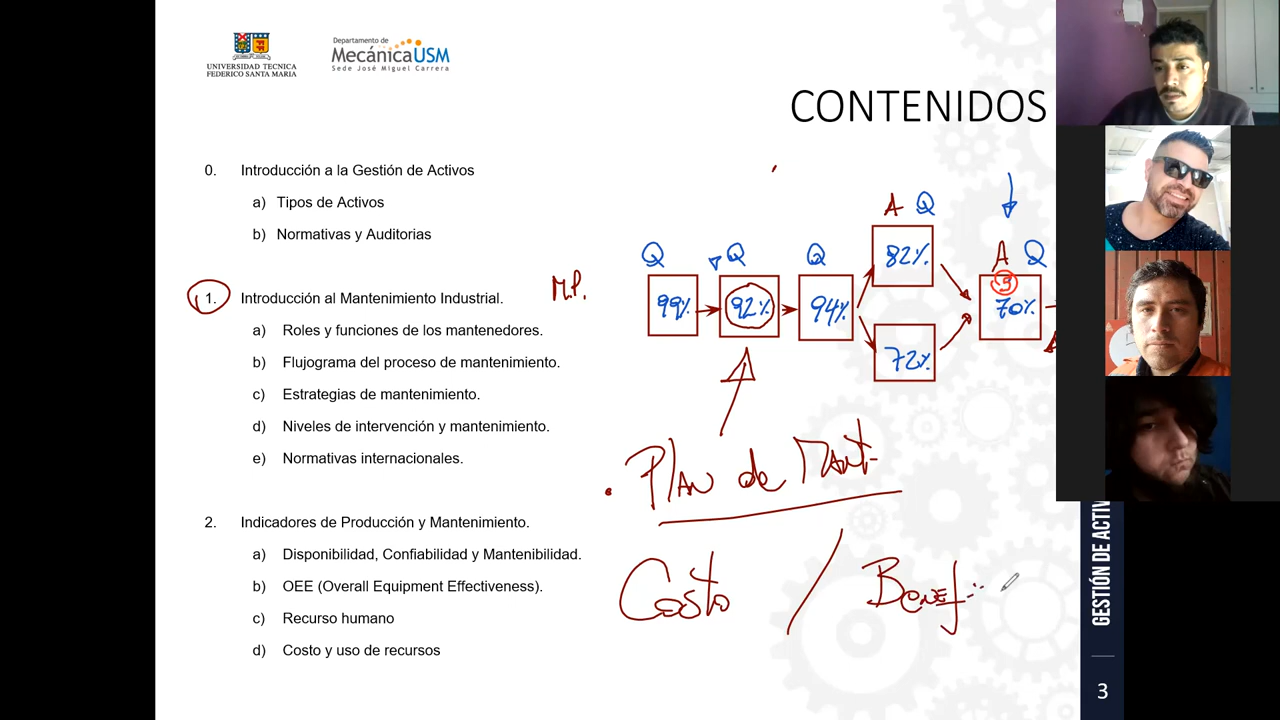 UNIVERSIDAD TECNICA
FEDERICO SANTA MARIA
Departamento de
MecánicaUSM
Sede José Miguel Carrera
CONTENIDOS
0. Introducción a la Gestión de Activos
a) Tipos de Activos
b) Normativas y Auditorias
1. Introducción al Mantenimiento Industrial.
a) Roles y funciones de los mantenedores.
b) Flujograma del proceso de mantenimiento.
c) Estrategias de mantenimiento.
d) Niveles de intervención y mantenimiento.
e) Normativas internacionales.
2. Indicadores de Producción y Mantenimiento.
a) Disponibilidad, Confiabilidad y Mantenibilidad.
b) OEE (Overall Equipment Effectiveness).
c) Recurso humano
d) Costo y uso de recursos
M.P.
A Q
Q Q Q A Q
82%
99% 92% 94% 70%
72%
Plan de Mant.
Costo / Benef.
GESTIÓN DE ACTIV
3